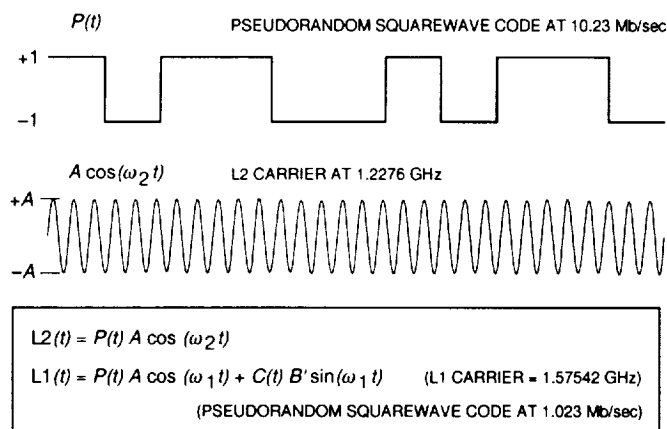 P(t) PSEUDORANDOM SQUAREWAVE CODE AT 10.23 Mb/sec
+1
−1
A cos(ω₂ t) L2 CARRIER AT 1.2276 GHz
+A
−A
L2(t) = P(t) A cos (ω₂ t)
L1(t) = P(t) A cos (ω₁ t) + C(t) B' sin(ω₁ t) (L1 CARRIER = 1.57542 GHz)
(PSEUDORANDOM SQUAREWAVE CODE AT 1.023 Mb/sec)